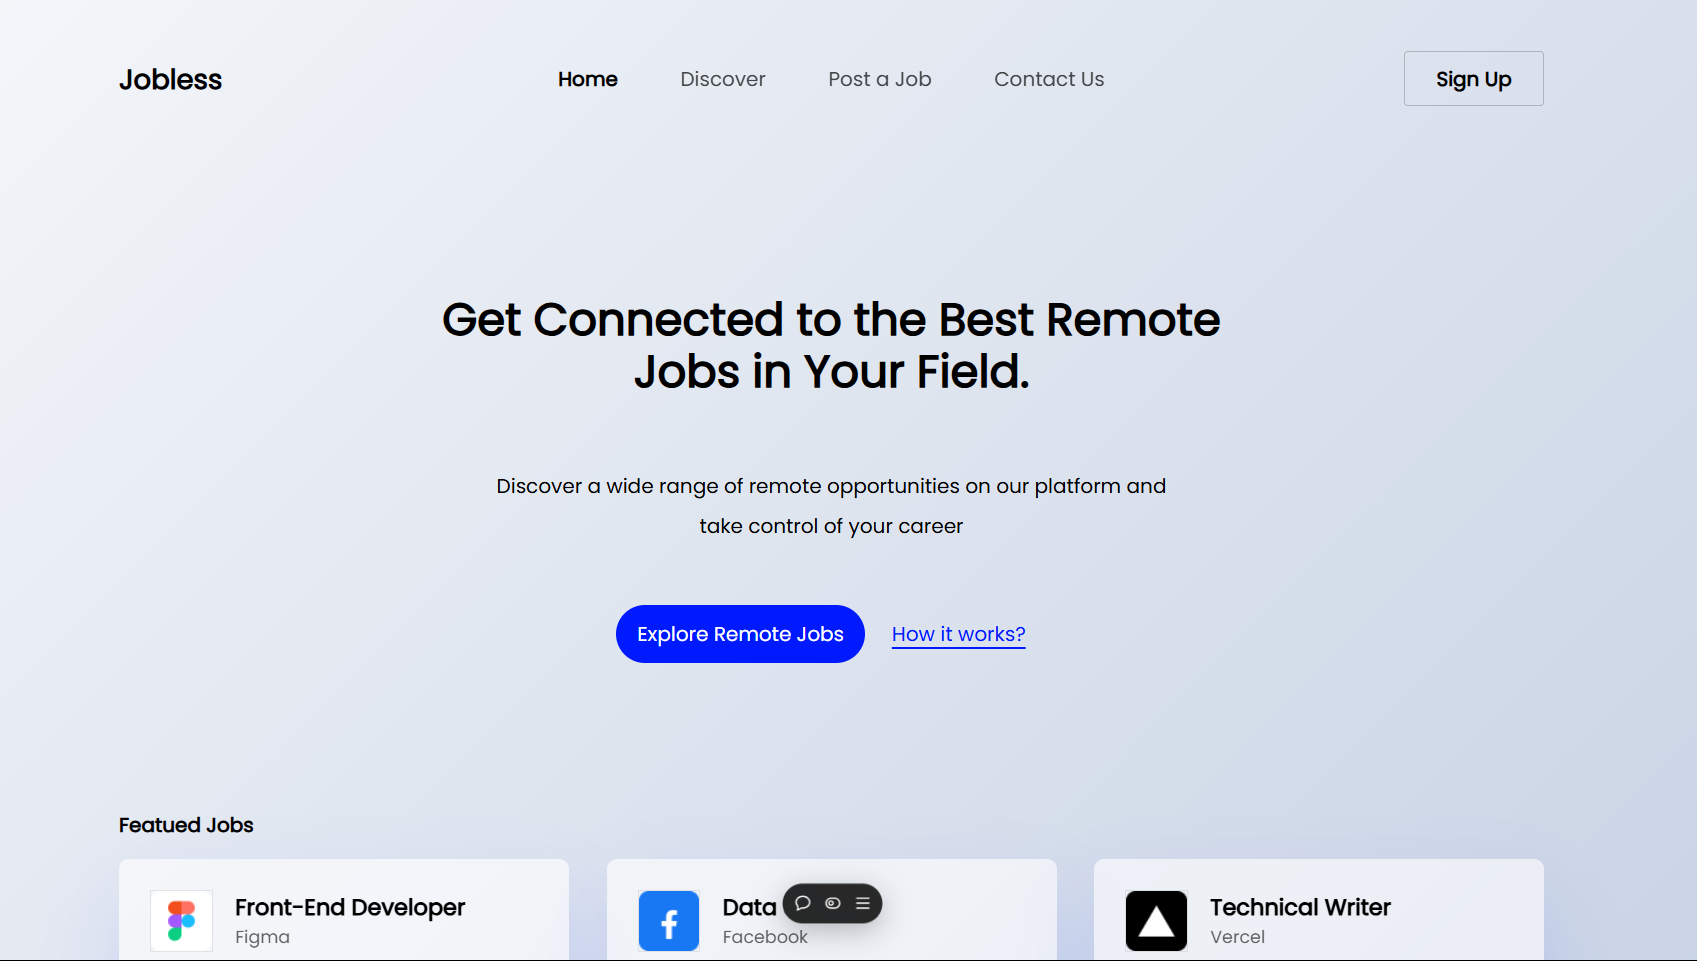 Jobless
Home
Discover
Post a Job
Contact Us
Sign Up
Get Connected to the Best Remote
Jobs in Your Field.
Discover a wide range of remote opportunities on our platform and
take control of your career
Explore Remote Jobs
How it works?
Featued Jobs
Front-End Developer
Figma
Data
Facebook
Technical Writer
Vercel